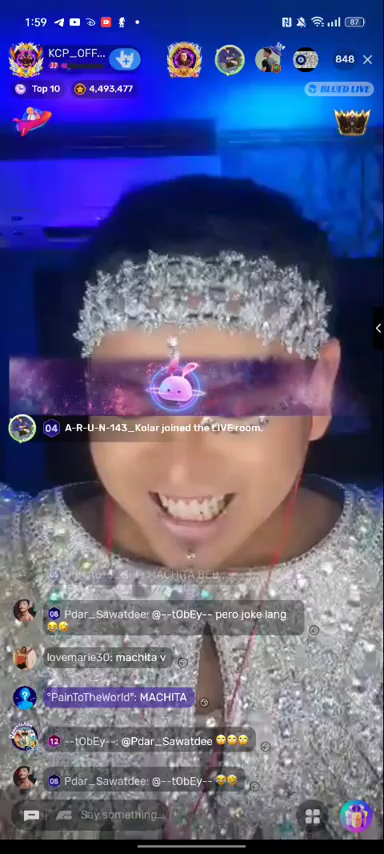 1:59
87
KCP_OFF...
848
Top 10
4,493,477
BLUED LIVE
04 A-R-U-N-143_Kolar joined the LIVE room.
MACHITA BEB...
08 Pdar_Sawatdee: @--tObEy-- pero joke lang
😂🤣
lovemarie30: machita v
°PainToTheWorld°: MACHITA
12 --tObEy--: @Pdar_Sawatdee 🙄🙄🙄
08 Pdar_Sawatdee: @--tObEy-- 😂🤣
Say something...